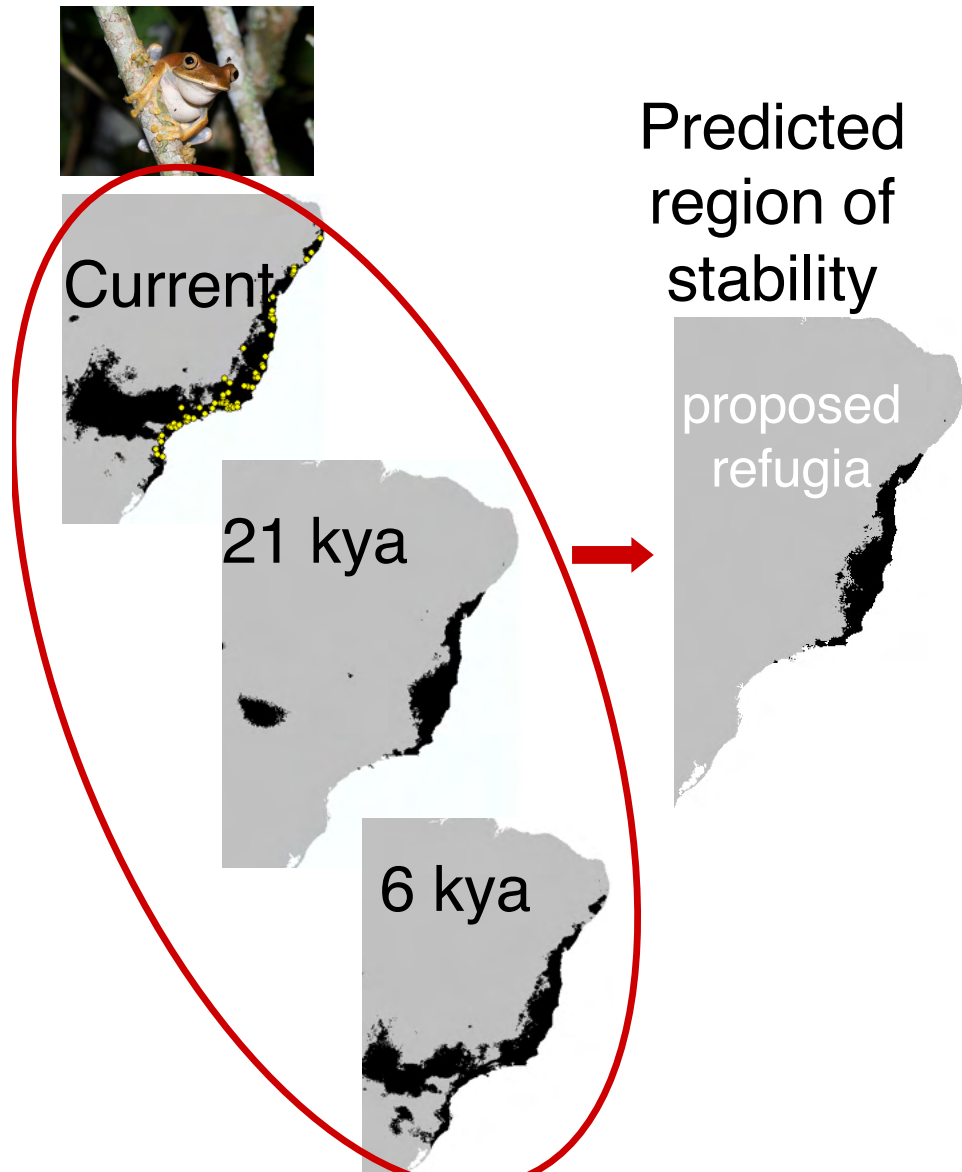 Predicted
region of
stability
Current
proposed
refugia
21 kya
6 kya